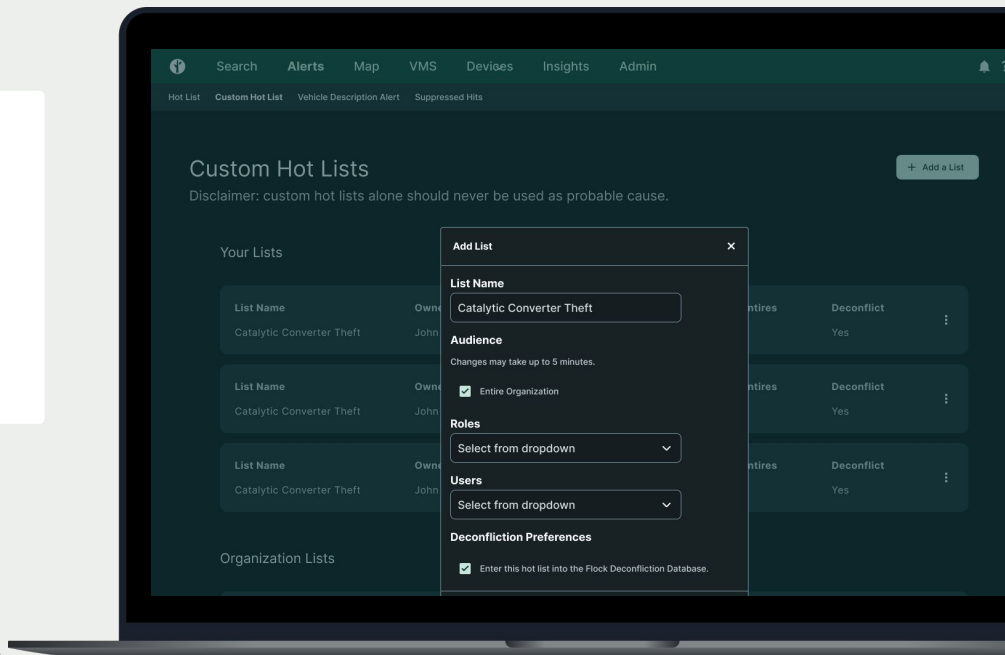 Search Alerts Map VMS Devices Insights Admin
Hot List Custom Hot List Vehicle Description Alert Suppressed Hits
Custom Hot Lists
+ Add a List
Disclaimer: custom hot lists alone should never be used as probable cause.
Your Lists
List Name
Catalytic Converter Theft
John
Deconflict
Yes
List Name
Catalytic Converter Theft
John
Deconflict
Yes
List Name
Catalytic Converter Theft
John
Deconflict
Yes
Organization Lists
Add List
List Name
Catalytic Converter Theft
Audience
Changes may take up to 5 minutes.
Entire Organization
Roles
Select from dropdown
Users
Select from dropdown
Deconfliction Preferences
Enter this hot list into the Flock Deconfliction Database.